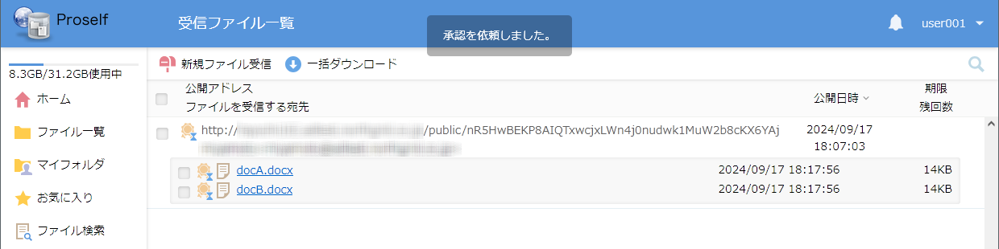 Proself
受信ファイル一覧
承認を依頼しました。
user001
8.3GB/31.2GB使用中
ホーム
ファイル一覧
マイフォルダ
お気に入り
ファイル検索
新規ファイル受信
一括ダウンロード
公開アドレス
ファイルを受信する宛先
公開日時
期限
残回数
http:// /public/nR5HwBEKP8AIQTxwcjxLWn4j0nudwk1MuW2b8cKX6YAj
2024/09/17
18:07:03
docA.docx 2024/09/17 18:17:56 14KB
docB.docx 2024/09/17 18:17:56 14KB